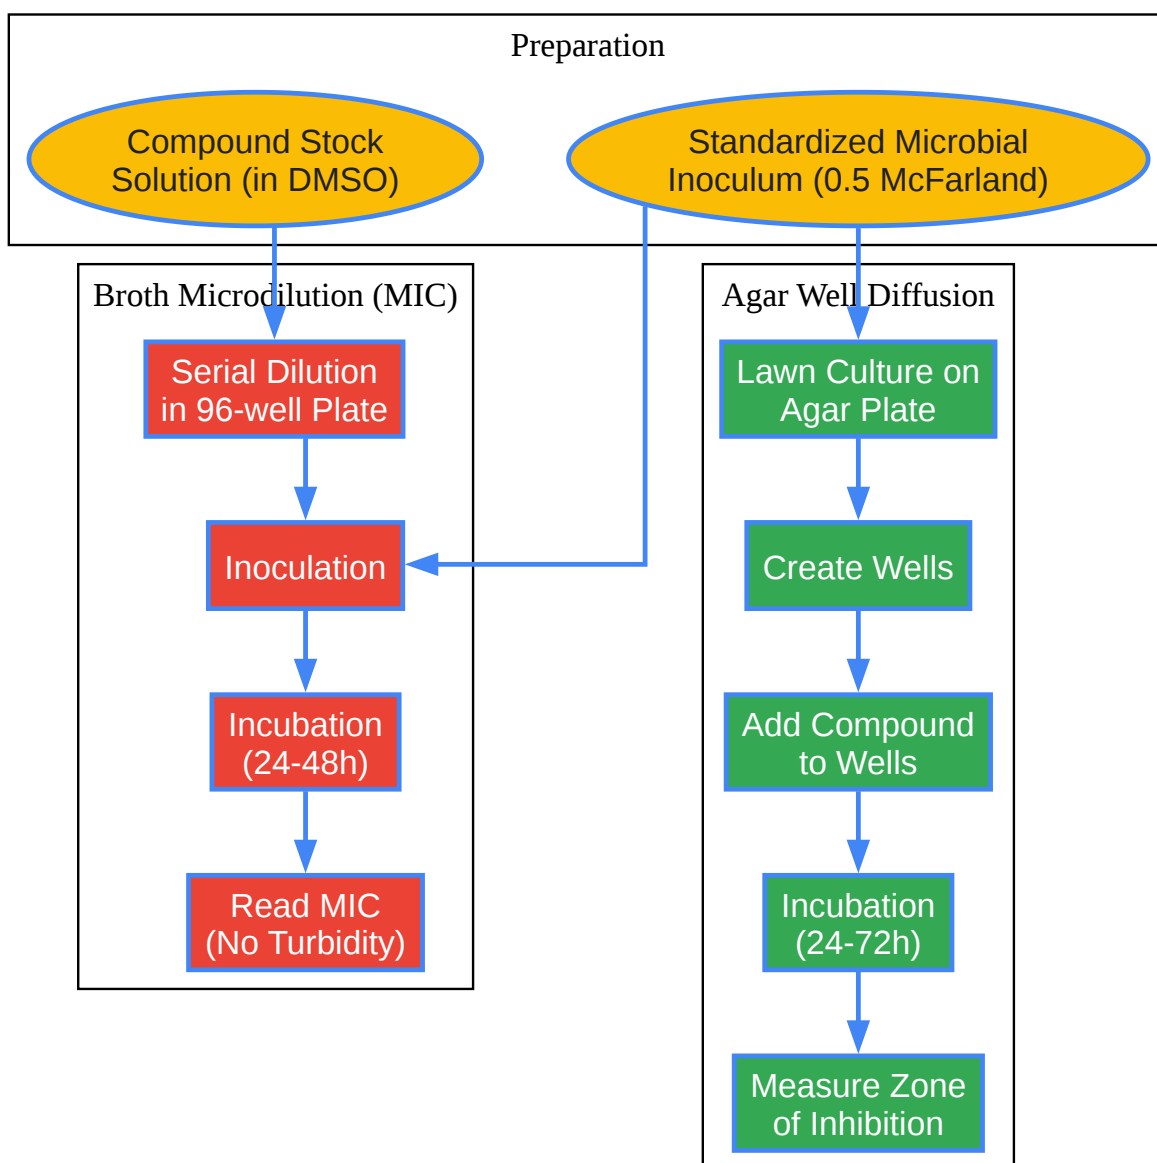 Preparation
Compound Stock
Solution (in DMSO)
Standardized Microbial
Inoculum (0.5 McFarland)
Broth Microdilution (MIC)
Serial Dilution
in 96-well Plate
Inoculation
Incubation
(24-48h)
Read MIC
(No Turbidity)
Agar Well Diffusion
Lawn Culture on
Agar Plate
Create Wells
Add Compound
to Wells
Incubation
(24-72h)
Measure Zone
of Inhibition